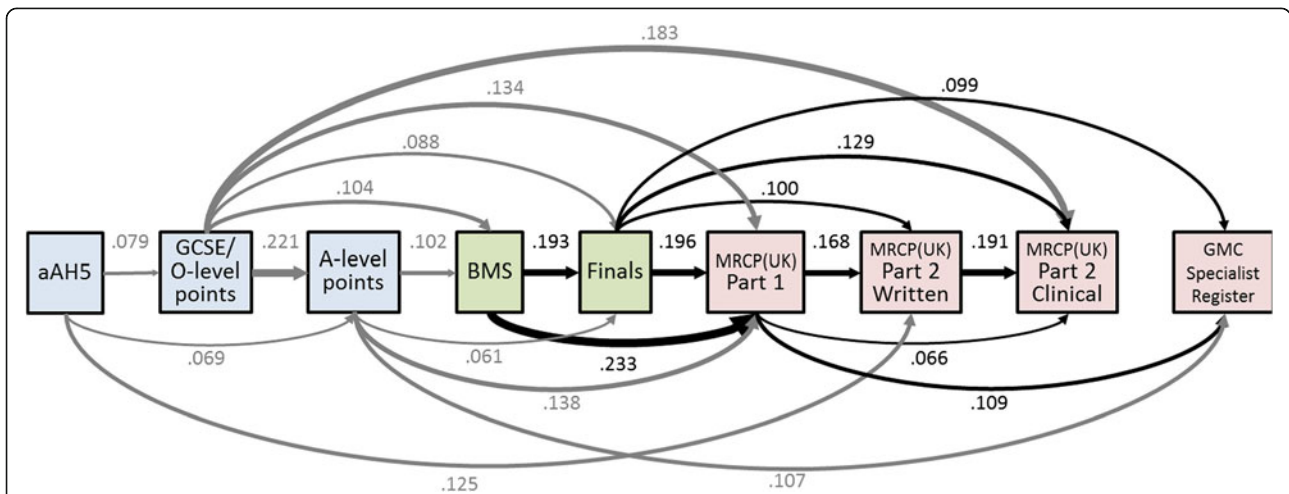 .183
.134
.099
.088
.129
.104
.100
.079
.221
.102
.193
.196
.168
.191
aAH5
GCSE/
O-level
points
A-level
points
BMS
Finals
MRCP(UK)
Part 1
MRCP(UK)
Part 2
Written
MRCP(UK)
Part 2
Clinical
GMC
Specialist
Register
.069
.061
.233
.066
.138
.109
.125
.107